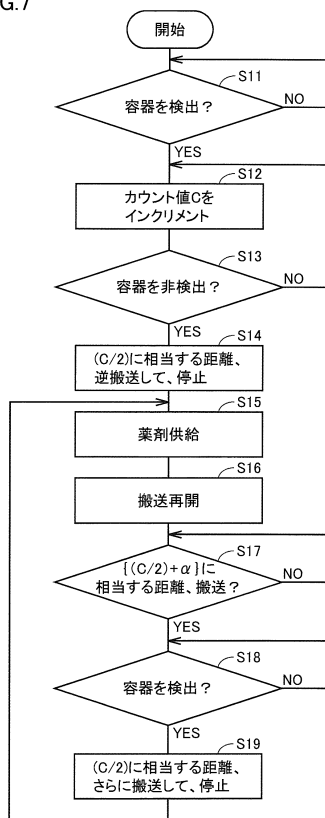 G.7
開始
S11
容器を検出?
NO
YES
S12
カウント値Cを
インクリメント
S13
容器を非検出?
NO
YES
S14
(C/2)に相当する距離、
逆搬送して、停止
S15
薬剤供給
S16
搬送再開
S17
{(C/2)+α}に
相当する距離、搬送?
NO
YES
S18
容器を検出?
NO
YES
S19
(C/2)に相当する距離、
さらに搬送して、停止